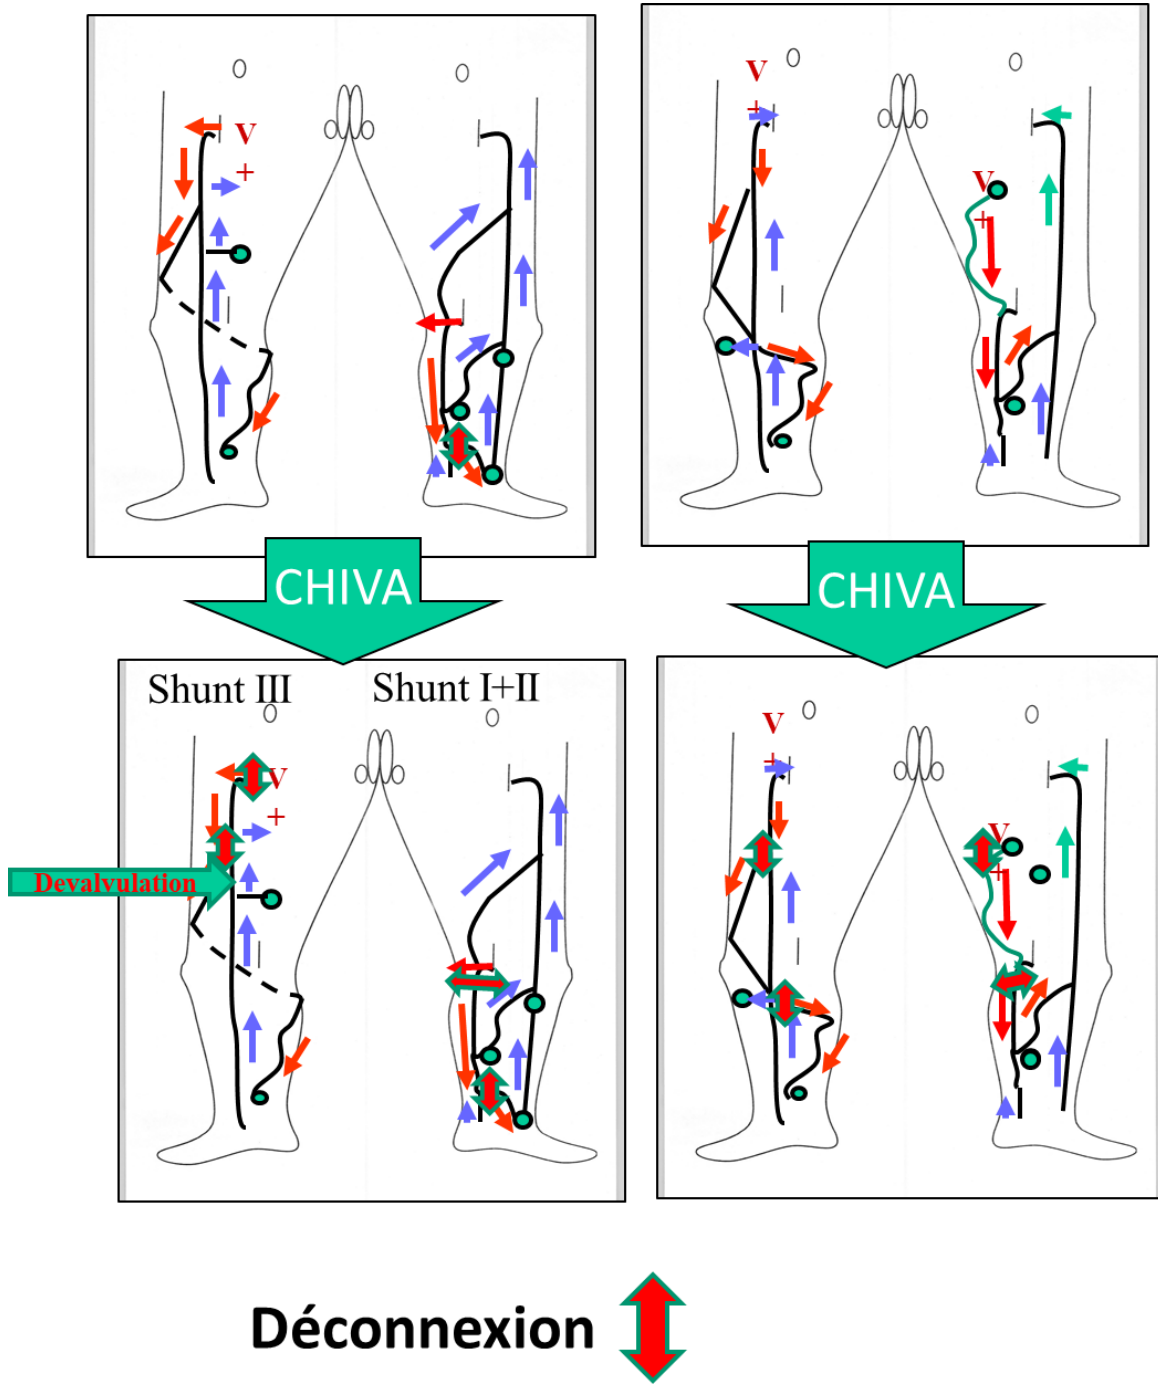 V
+
V
+
V
+
CHIVA
CHIVA
Shunt III
Shunt I+II
V
+
V
+
V
+
Devalvulation
Déconnexion